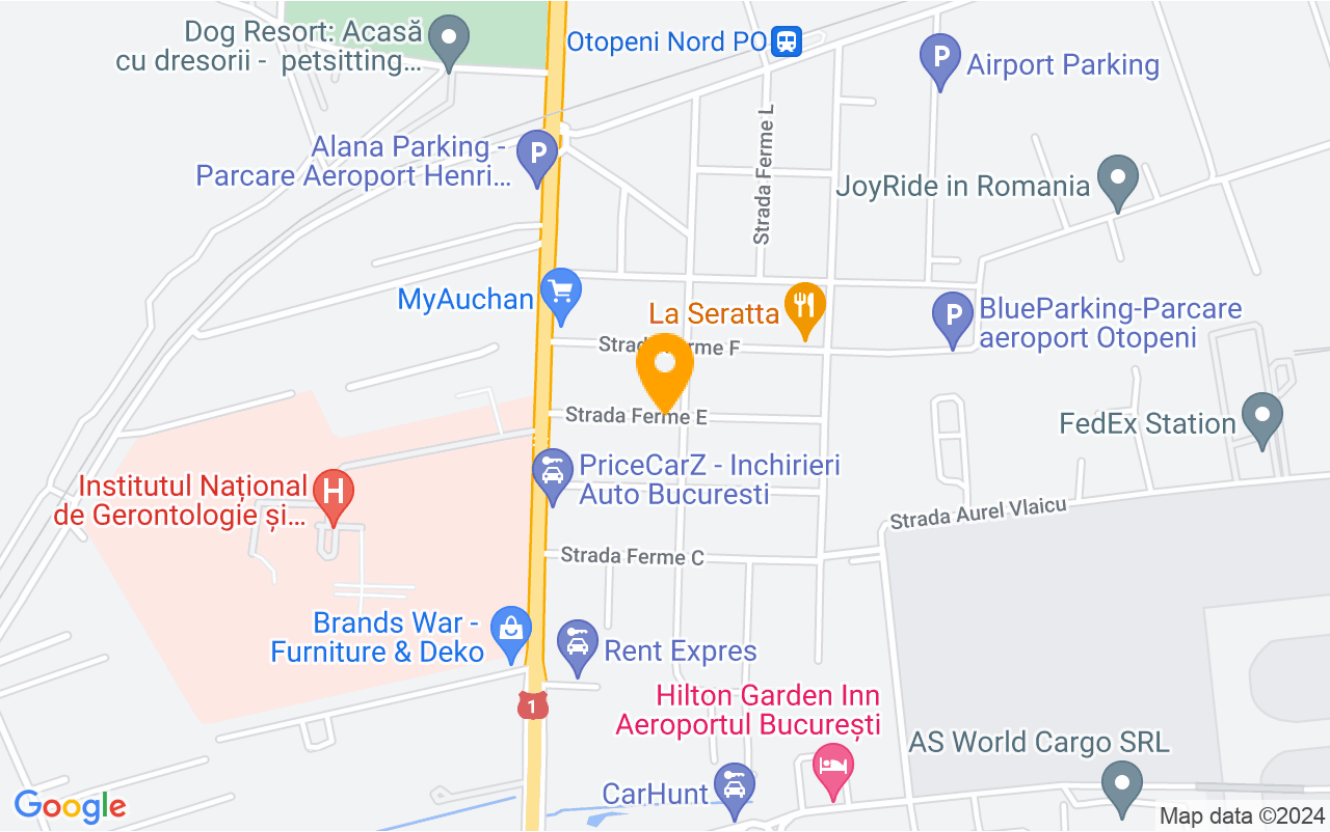 Dog Resort: Acasă
cu dresorii - petsitting...
Otopeni Nord PO
P
Airport Parking
Strada Ferme L
Alana Parking -
Parcare Aeroport Henri...
P
JoyRide in Romania
MyAuchan
La Seratta
P
BlueParking-Parcare
aeroport Otopeni
Strad rme F
Strada Ferme E
FedEx Station
PriceCarZ - Inchirieri
Auto Bucuresti
Institutul Național
de Gerontologie și...
H
Strada Aurel Vlaicu
Strada Ferme C
Brands War -
Furniture & Deko
Rent Expres
1
Hilton Garden Inn
Aeroportul București
AS World Cargo SRL
CarHunt
Google
Map data ©2024